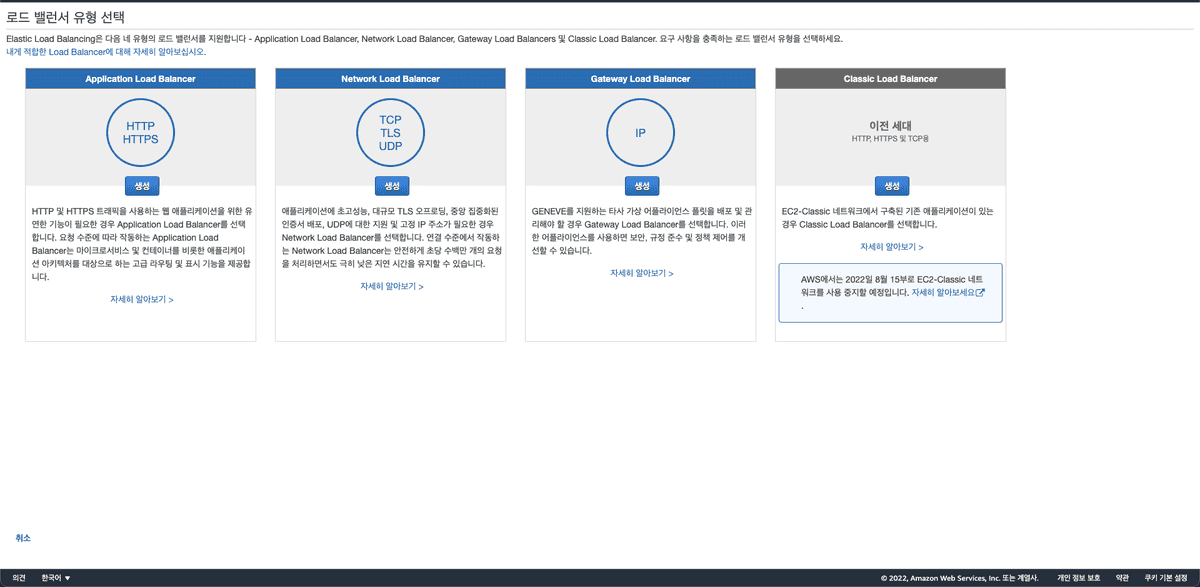 로드 밸런서 유형 선택
Elastic Load Balancing은 다음 네 유형의 로드 밸런서를 지원합니다 - Application Load Balancer, Network Load Balancer, Gateway Load Balancers 및 Classic Load Balancer. 요구 사항을 충족하는 로드 밸런서 유형을 선택하세요.
내게 적합한 Load Balancer에 대해 자세히 알아보십시오.
Application Load Balancer
HTTP
HTTPS
생성
HTTP 및 HTTPS 트래픽을 사용하는 웹 애플리케이션을 위한 유
연한 기능이 필요한 경우 Application Load Balancer를 선택
합니다. 요청 수준에 따라 작동하는 Application Load
Balancer는 마이크로서비스 및 컨테이너를 비롯한 애플리케이
션 아키텍처를 대상으로 하는 고급 라우팅 및 표시 기능을 제공합
니다.
자세히 알아보기 >
Network Load Balancer
TCP
TLS
UDP
생성
애플리케이션에 초고성능, 대규모 TLS 오프로딩, 중앙 집중화된
인증서 배포, UDP에 대한 지원 및 고정 IP 주소가 필요한 경우
Network Load Balancer를 선택합니다. 연결 수준에서 작동하
는 Network Load Balancer는 안전하게 초당 수백만 개의 요청
을 처리하면서도 극히 낮은 지연 시간을 유지할 수 있습니다.
자세히 알아보기 >
Gateway Load Balancer
IP
생성
GENEVE를 지원하는 타사 가상 어플라이언스 플릿을 배포 및 관
리해야 할 경우 Gateway Load Balancer를 선택합니다. 이러
한 어플라이언스를 사용하면 보안, 규정 준수 및 정책 제어를 개
선할 수 있습니다.
자세히 알아보기 >
Classic Load Balancer
이전 세대
HTTP, HTTPS 및 TCP용
생성
EC2-Classic 네트워크에서 구축된 기존 애플리케이션이 있는
경우 Classic Load Balancer를 선택합니다.
자세히 알아보기 >
AWS에서는 2022일 8월 15부로 EC2-Classic 네트
워크를 사용 중지할 예정입니다. 자세히 알아보세요
.
취소
의견 한국어 ▼
© 2022, Amazon Web Services, Inc. 또는 계열사. 개인 정보 보호 약관 쿠키 기본 설정